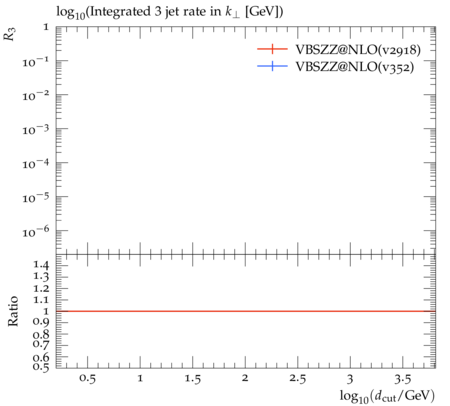 log₁₀(Integrated 3 jet rate in k⊥ [GeV])
R₃
1
VBSZZ@NLO(v2918)
VBSZZ@NLO(v352)
10⁻¹
10⁻²
10⁻³
10⁻⁴
10⁻⁵
10⁻⁶
Ratio
1.4
1.3
1.2
1.1
1
0.9
0.8
0.7
0.6
0.5
0.5 1 1.5 2 2.5 3 3.5
log₁₀(d_cut/GeV)